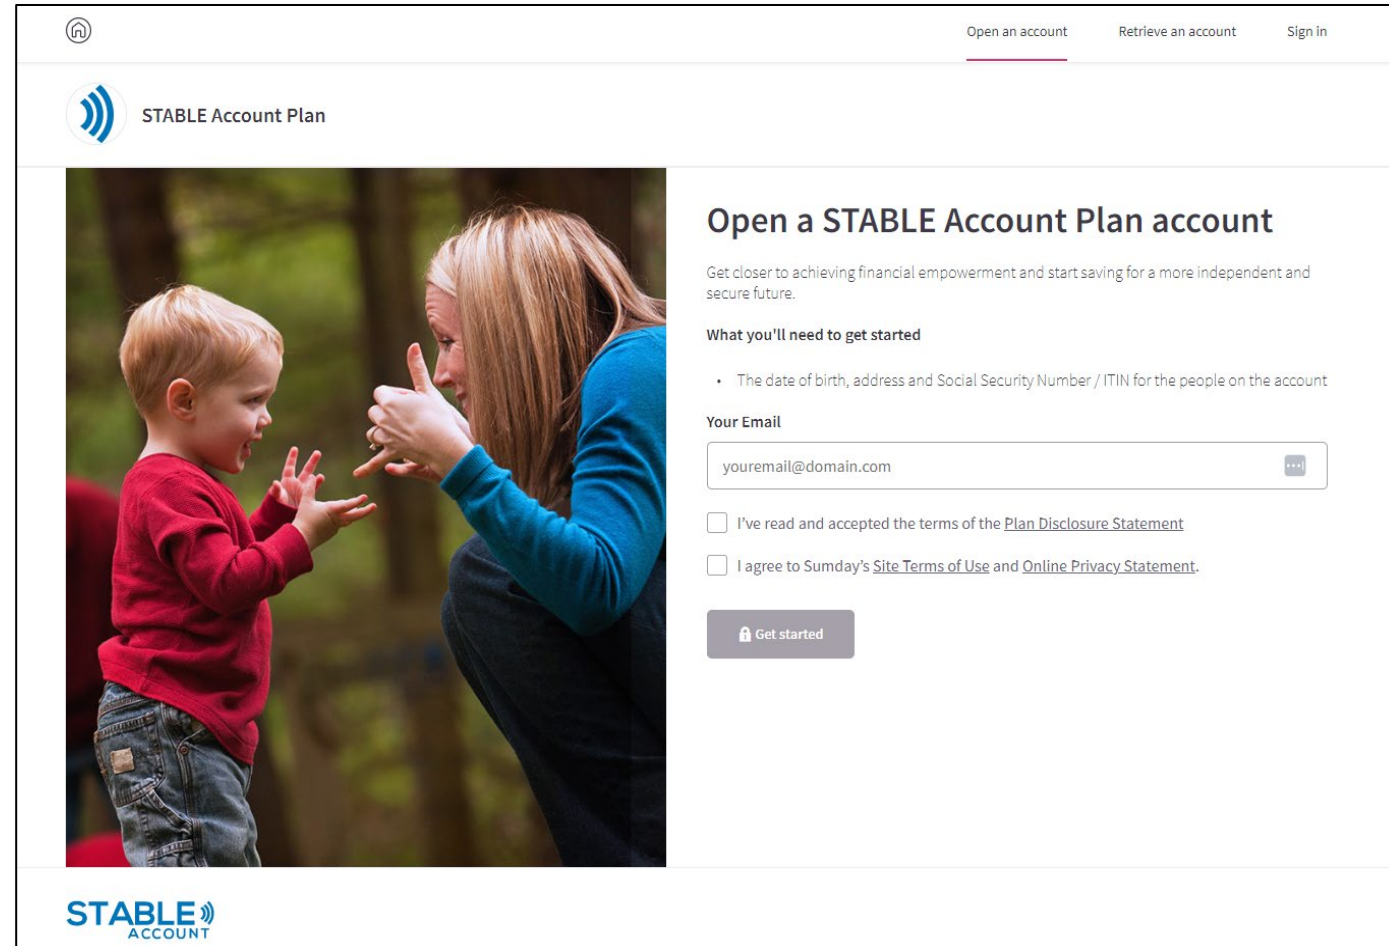 Open an account Retrieve an account Sign in
STABLE Account Plan
Open a STABLE Account Plan account
Get closer to achieving financial empowerment and start saving for a more independent and
secure future.
What you'll need to get started
• The date of birth, address and Social Security Number / ITIN for the people on the account
Your Email
youremail@domain.com
I've read and accepted the terms of the Plan Disclosure Statement
I agree to Sumday's Site Terms of Use and Online Privacy Statement.
Get started
STABLE
ACCOUNT